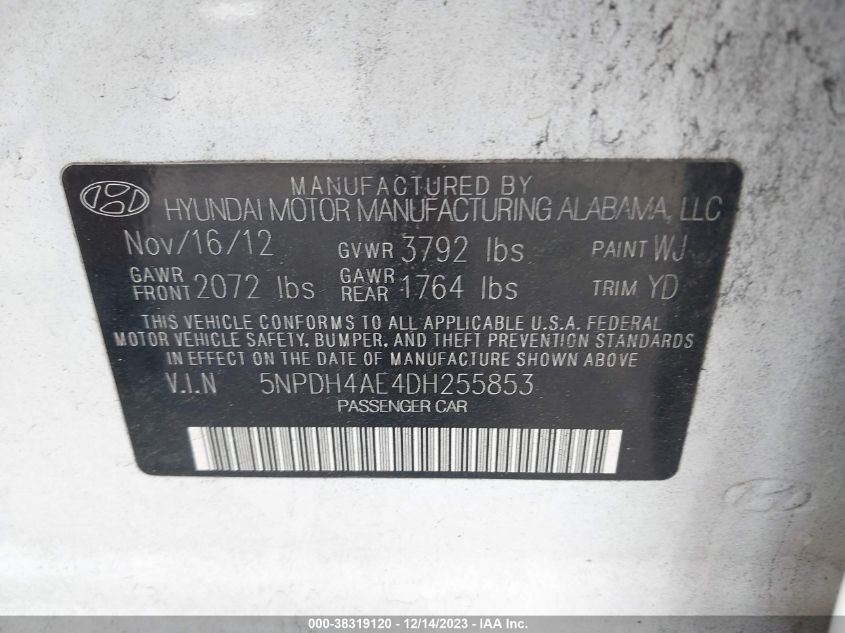 MANUFACTURED BY
HYUNDAI MOTOR MANUFACTURING ALABAMA, LLC
Nov/16/12 GVWR 3792 lbs PAINT WJ
GAWR FRONT 2072 lbs GAWR REAR 1764 lbs TRIM YD
THIS VEHICLE CONFORMS TO ALL APPLICABLE U.S.A. FEDERAL
MOTOR VEHICLE SAFETY, BUMPER, AND THEFT PREVENTION STANDARDS
IN EFFECT ON THE DATE OF MANUFACTURE SHOWN ABOVE.
V.I.N 5NPDH4AE4DH255853
PASSENGER CAR
000-38319120 - 12/14/2023 - IAA Inc.